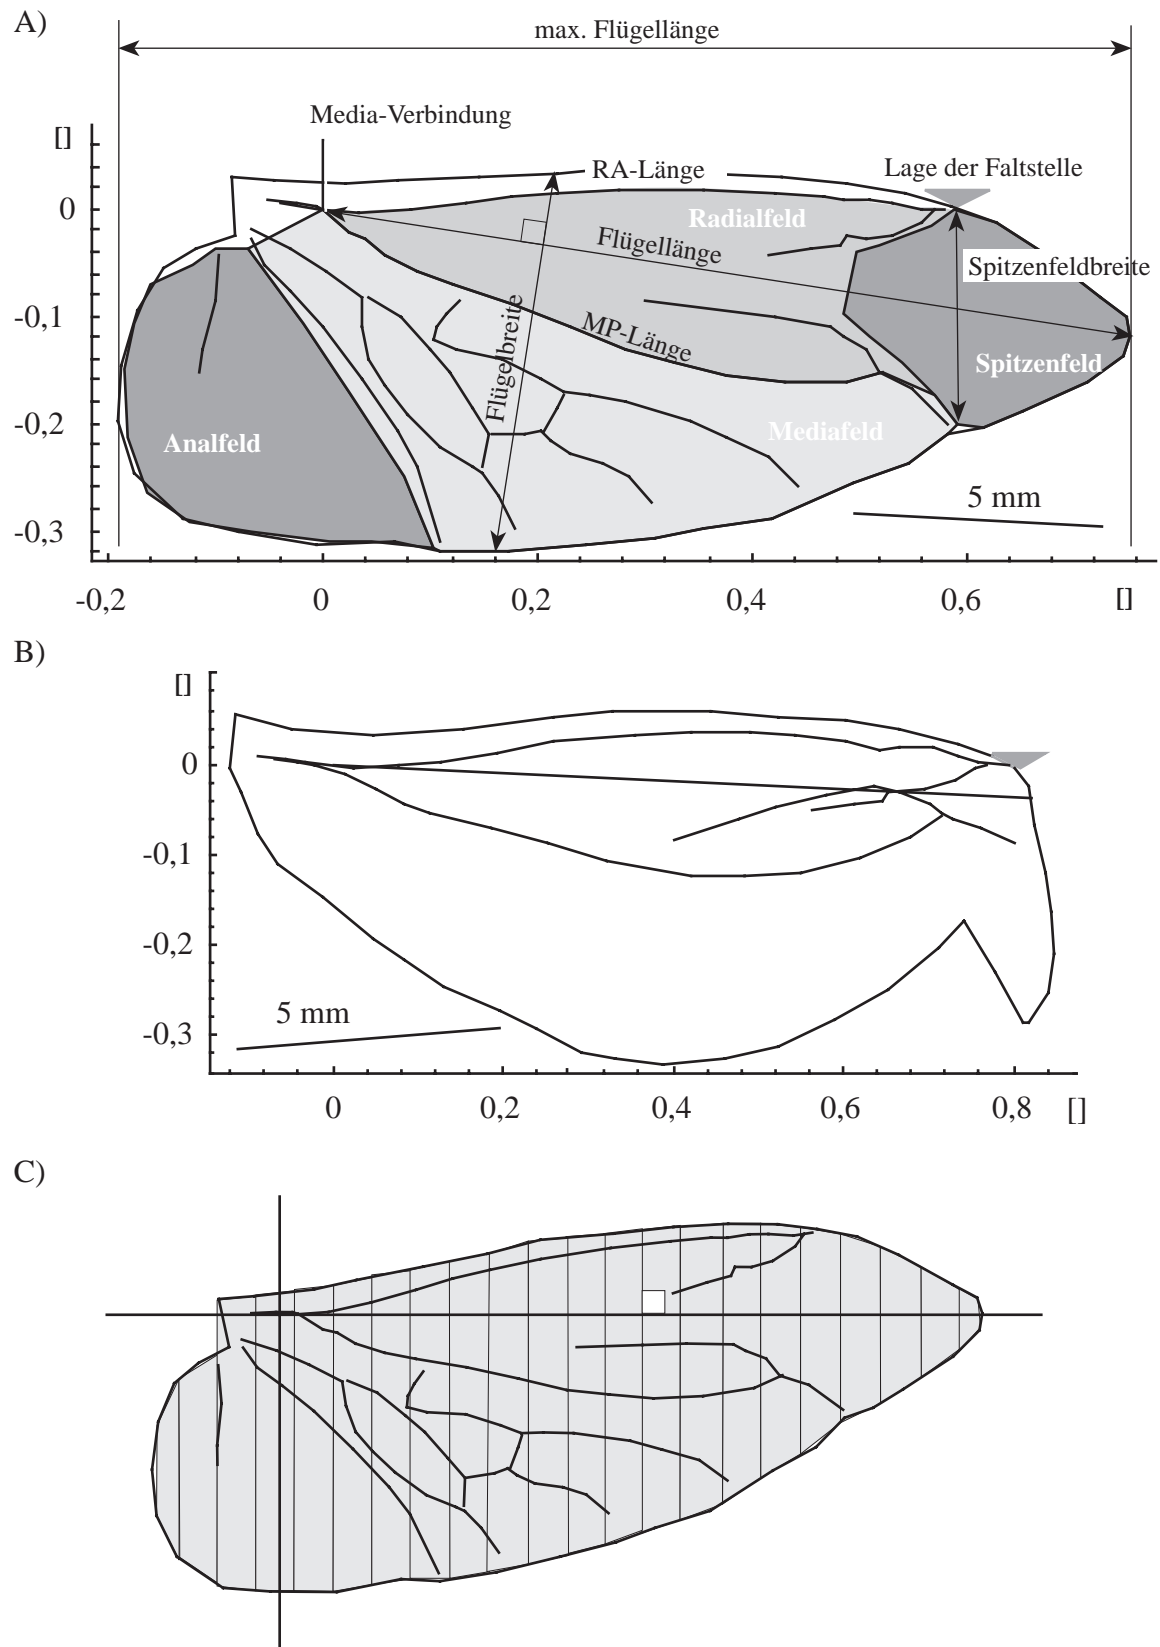 A)
max. Flügellänge
Media-Verbindung
[]
RA-Länge
Lage der Faltstelle
0
Radialfeld
Flügellänge
Spitzenfeldbreite
-0,1
MP-Länge
Flügelbreite
Spitzenfeld
-0,2
Analfeld
Mediafeld
5 mm
-0,3
-0,2 0 0,2 0,4 0,6 []
B)
[]
0
-0,1
-0,2
5 mm
-0,3
0 0,2 0,4 0,6 0,8 []
C)